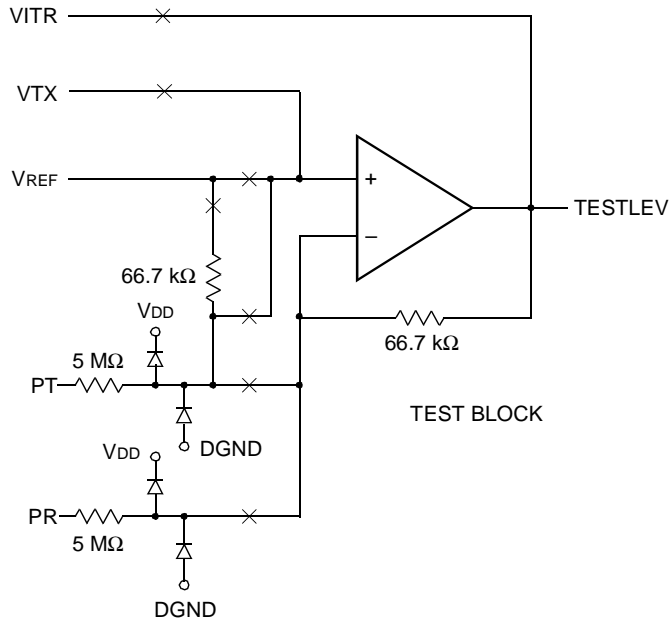 VITR
VTX
VREF
+
−
TESTLEV
66.7 kΩ
66.7 kΩ
VDD
5 MΩ
PT
TEST BLOCK
DGND
VDD
PR
5 MΩ
DGND